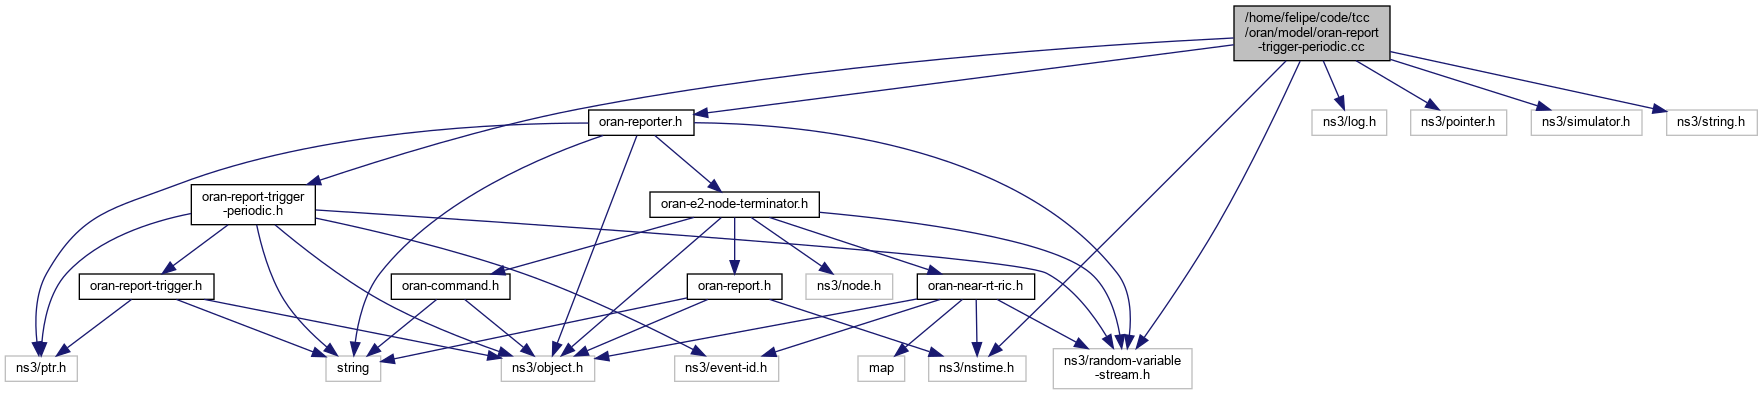 /home/felipe/code/tcc
/oran/model/oran-report
-trigger-periodic.cc
oran-reporter.h
ns3/log.h
ns3/pointer.h
ns3/simulator.h
ns3/string.h
oran-report-trigger
-periodic.h
oran-e2-node-terminator.h
oran-report-trigger.h
oran-command.h
oran-report.h
ns3/node.h
oran-near-rt-ric.h
ns3/ptr.h
string
ns3/object.h
ns3/event-id.h
map
ns3/nstime.h
ns3/random-variable
-stream.h